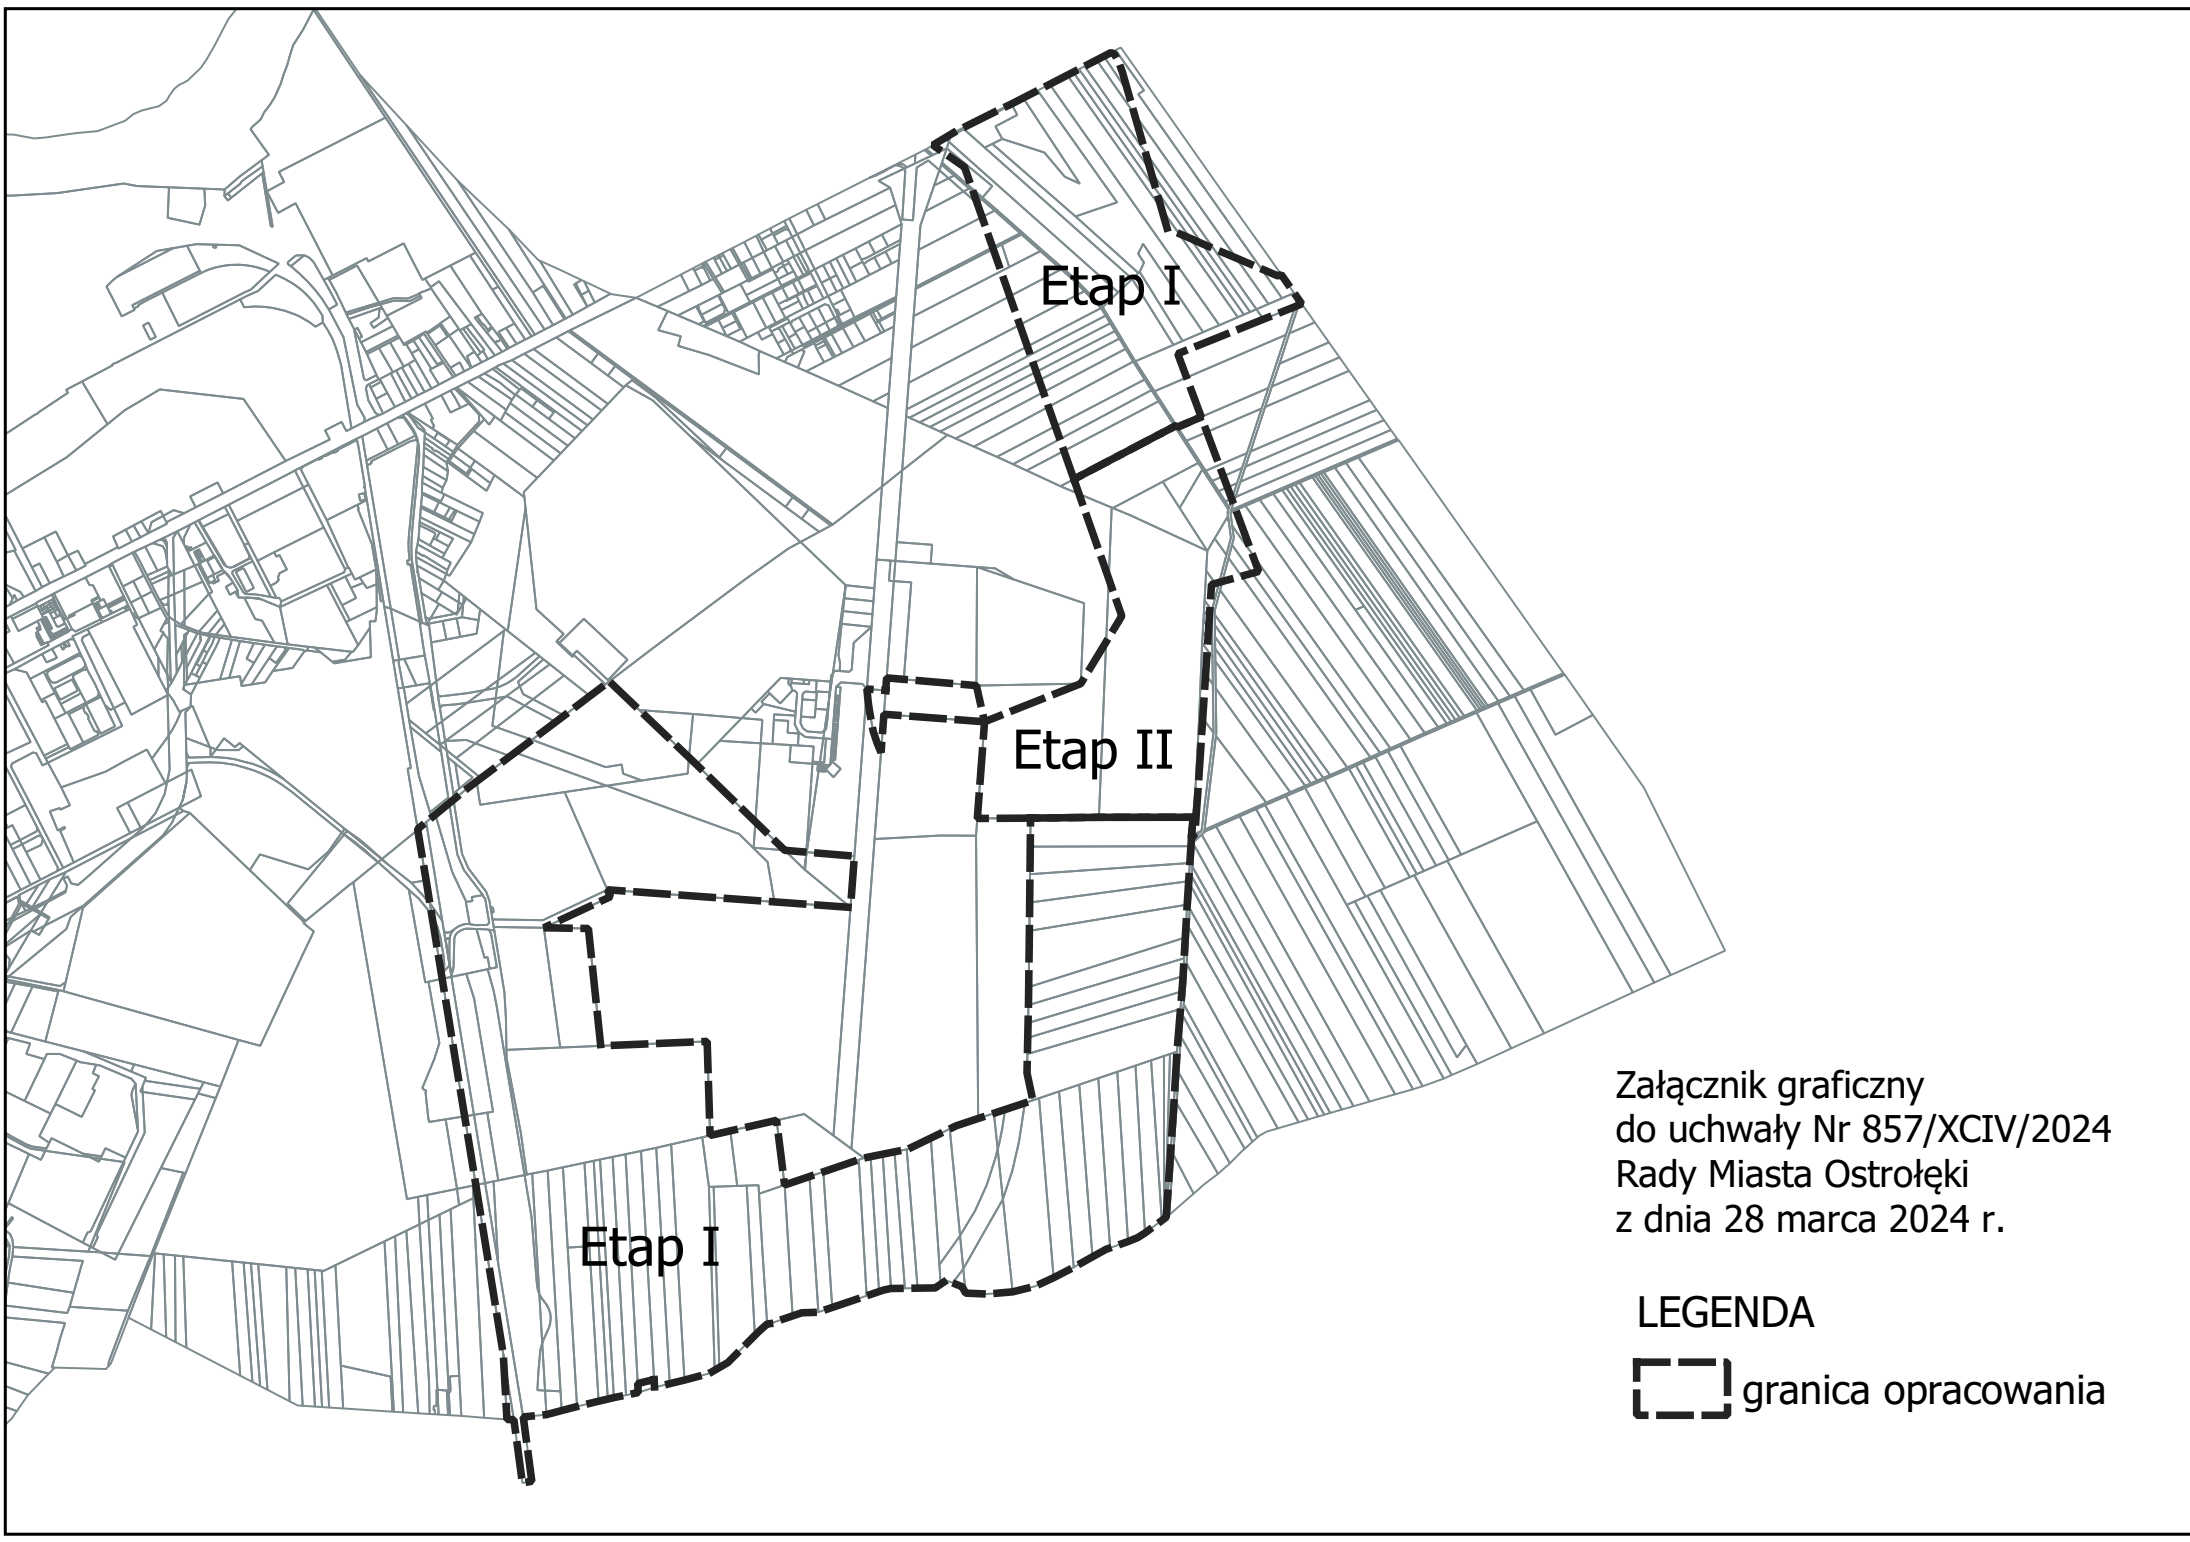 Etap I
Etap II
Etap I
Załącznik graficzny
do uchwały Nr 857/XCIV/2024
Rady Miasta Ostrołęki
z dnia 28 marca 2024 r.
LEGENDA
granica opracowania